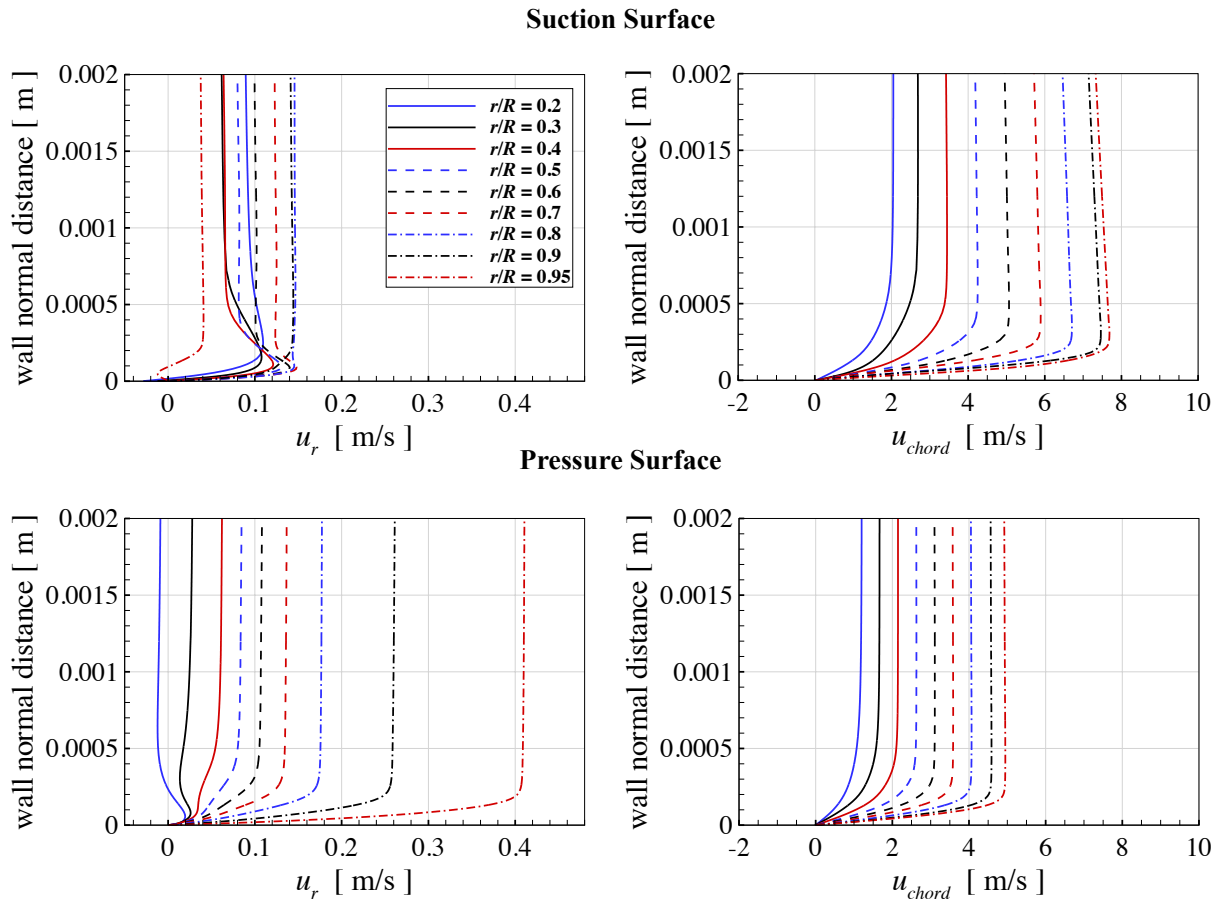 Suction Surface
wall normal distance [ m ]
0.002
0.0015
0.001
0.0005
0
0
0.1
0.2
0.3
0.4
u_r [ m/s ]
r/R = 0.2
r/R = 0.3
r/R = 0.4
r/R = 0.5
r/R = 0.6
r/R = 0.7
r/R = 0.8
r/R = 0.9
r/R = 0.95
wall normal distance [ m ]
0.002
0.0015
0.001
0.0005
0
-2
0
2
4
6
8
10
u_chord [ m/s ]
Pressure Surface
wall normal distance [ m ]
0.002
0.0015
0.001
0.0005
0
0
0.1
0.2
0.3
0.4
u_r [ m/s ]
wall normal distance [ m ]
0.002
0.0015
0.001
0.0005
0
-2
0
2
4
6
8
10
u_chord [ m/s ]